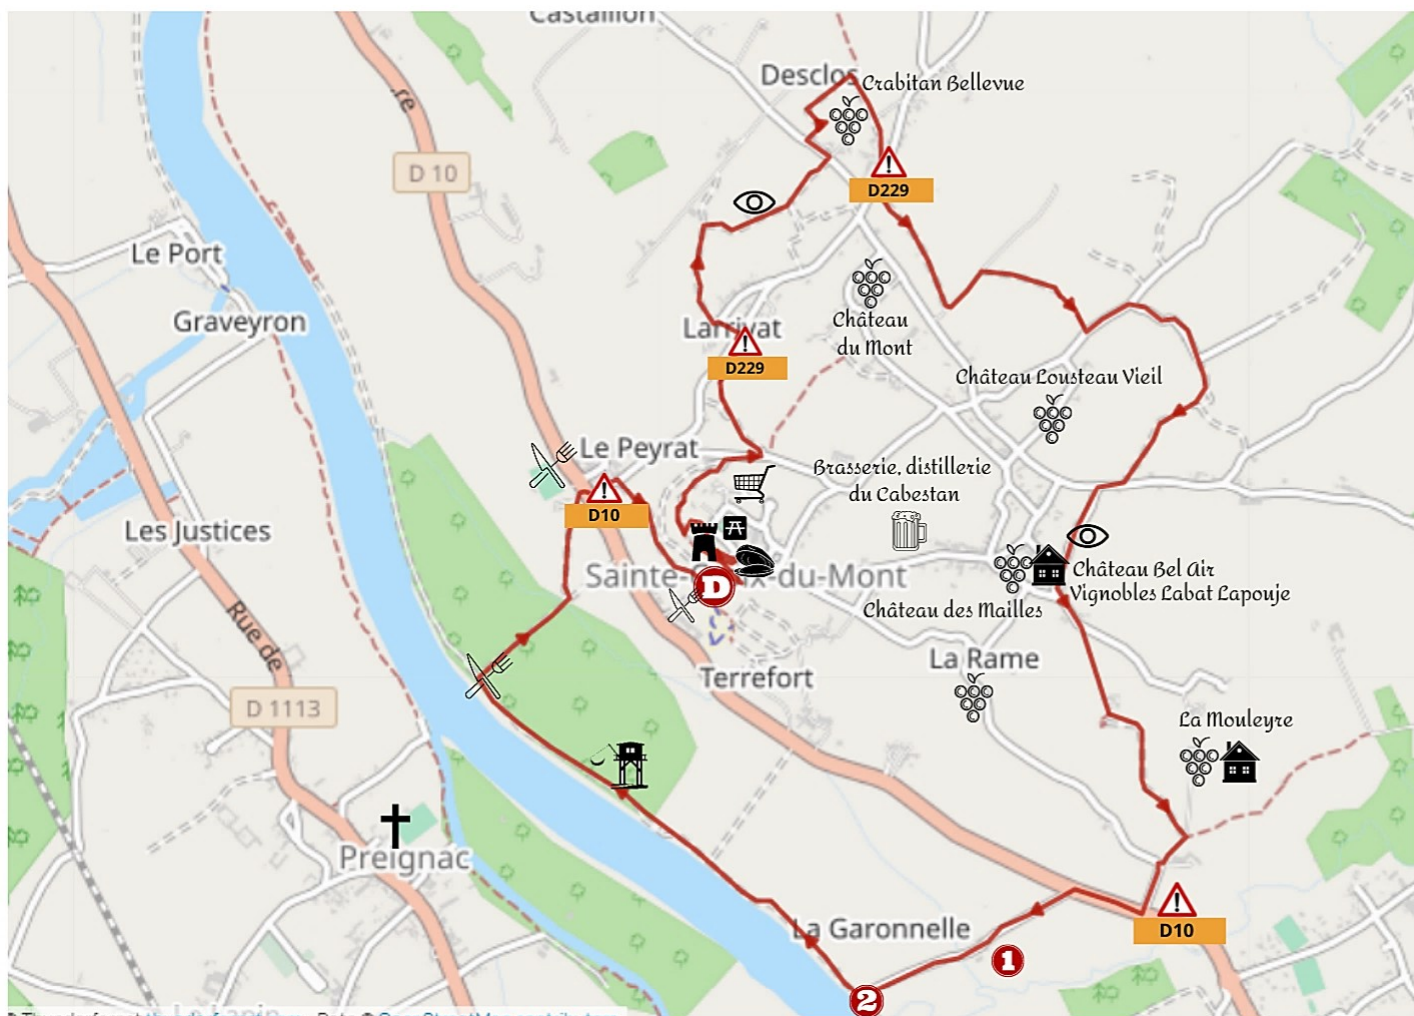 Castaillon
Desclos
Crabitan Bellevue
D 10
D229
Le Port
Graveyron
Larrivat
D229
Château
du Mont
Château Lousteau Vieil
Le Peyrat
Brasserie, distillerie
du Cabestan
D10
Les Justices
Sainte-Croix-du-Mont
D
Château Bel Air
Vignobles Labat Lapouje
Château des Mailles
Rue de
La Rame
Terrefort
D 1113
La Mouleyre
Preignac
La Garonnelle
D10
1
2